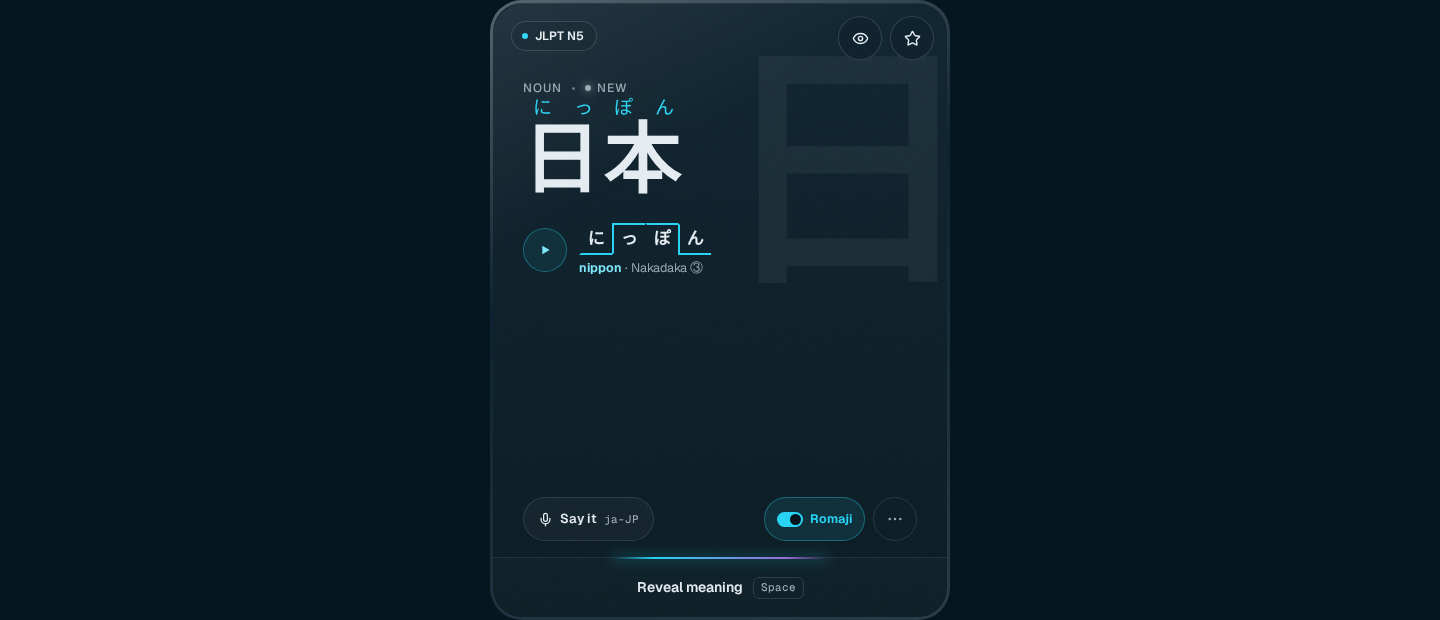 JLPT N5
NOUN • NEW
にっぽん
日本
日
にっぽん
nippon · Nakadaka ③
Say it ja-JP
Romaji
Reveal meaning Space